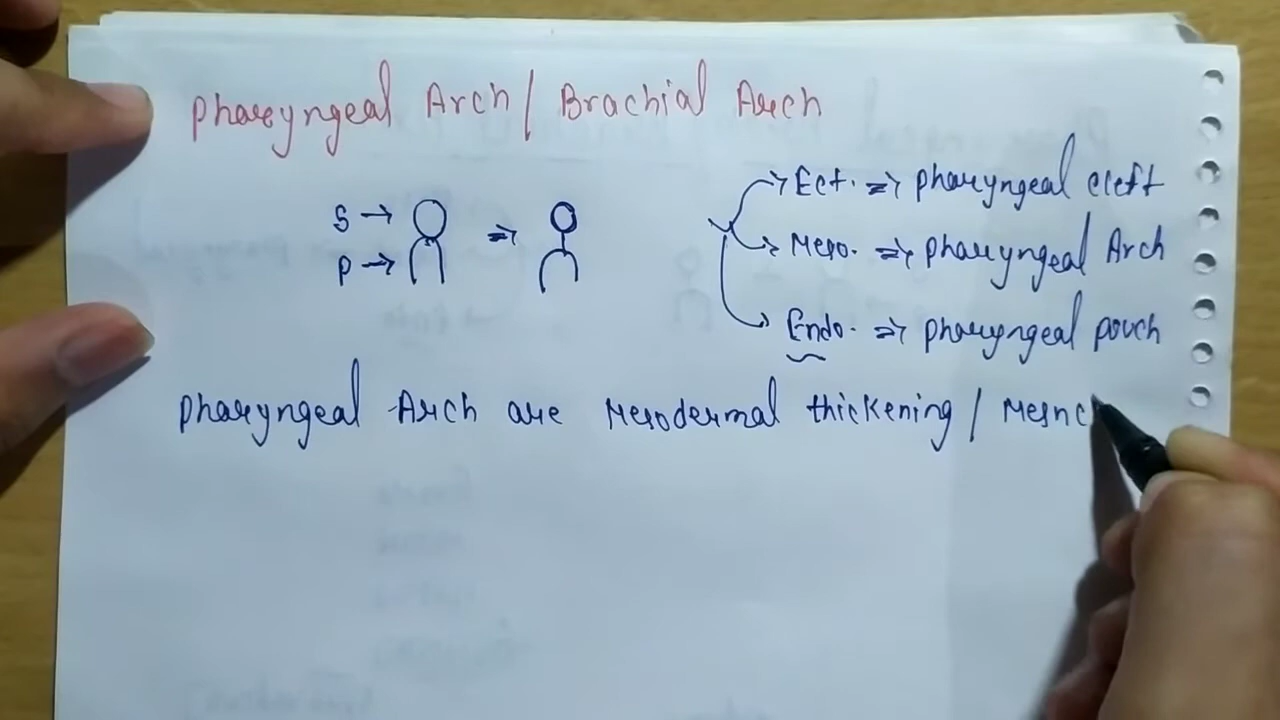 Pharyngeal Arch / Brachial Arch
S → ⇒
P →
→ Ect. ⇒ pharyngeal cleft
→ Meso. ⇒ pharyngeal Arch
→ Endo. ⇒ pharyngeal pouch
Pharyngeal Arch are Mesodermal thickening / Mesnc